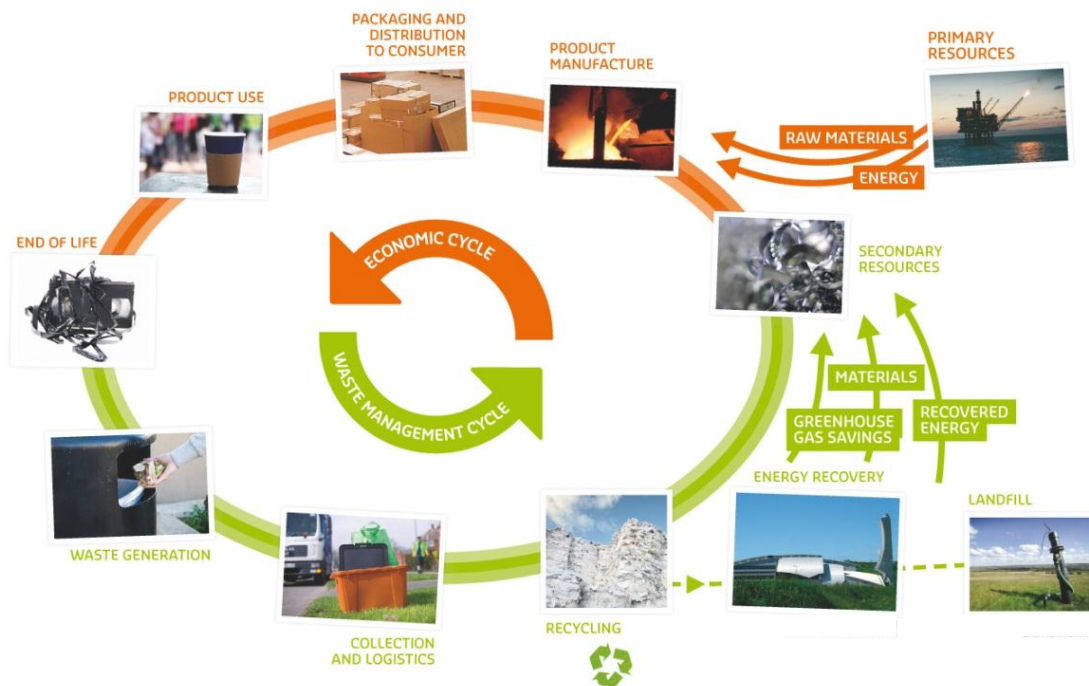 PACKAGING AND
DISTRIBUTION
TO CONSUMER
PRODUCT
MANUFACTURE
PRIMARY
RESOURCES
PRODUCT USE
RAW MATERIALS
ENERGY
END OF LIFE
ECONOMIC CYCLE
SECONDARY
RESOURCES
WASTE MANAGEMENT CYCLE
MATERIALS
GREENHOUSE
GAS SAVINGS
RECOVERED
ENERGY
ENERGY RECOVERY
LANDFILL
WASTE GENERATION
COLLECTION
AND LOGISTICS
RECYCLING